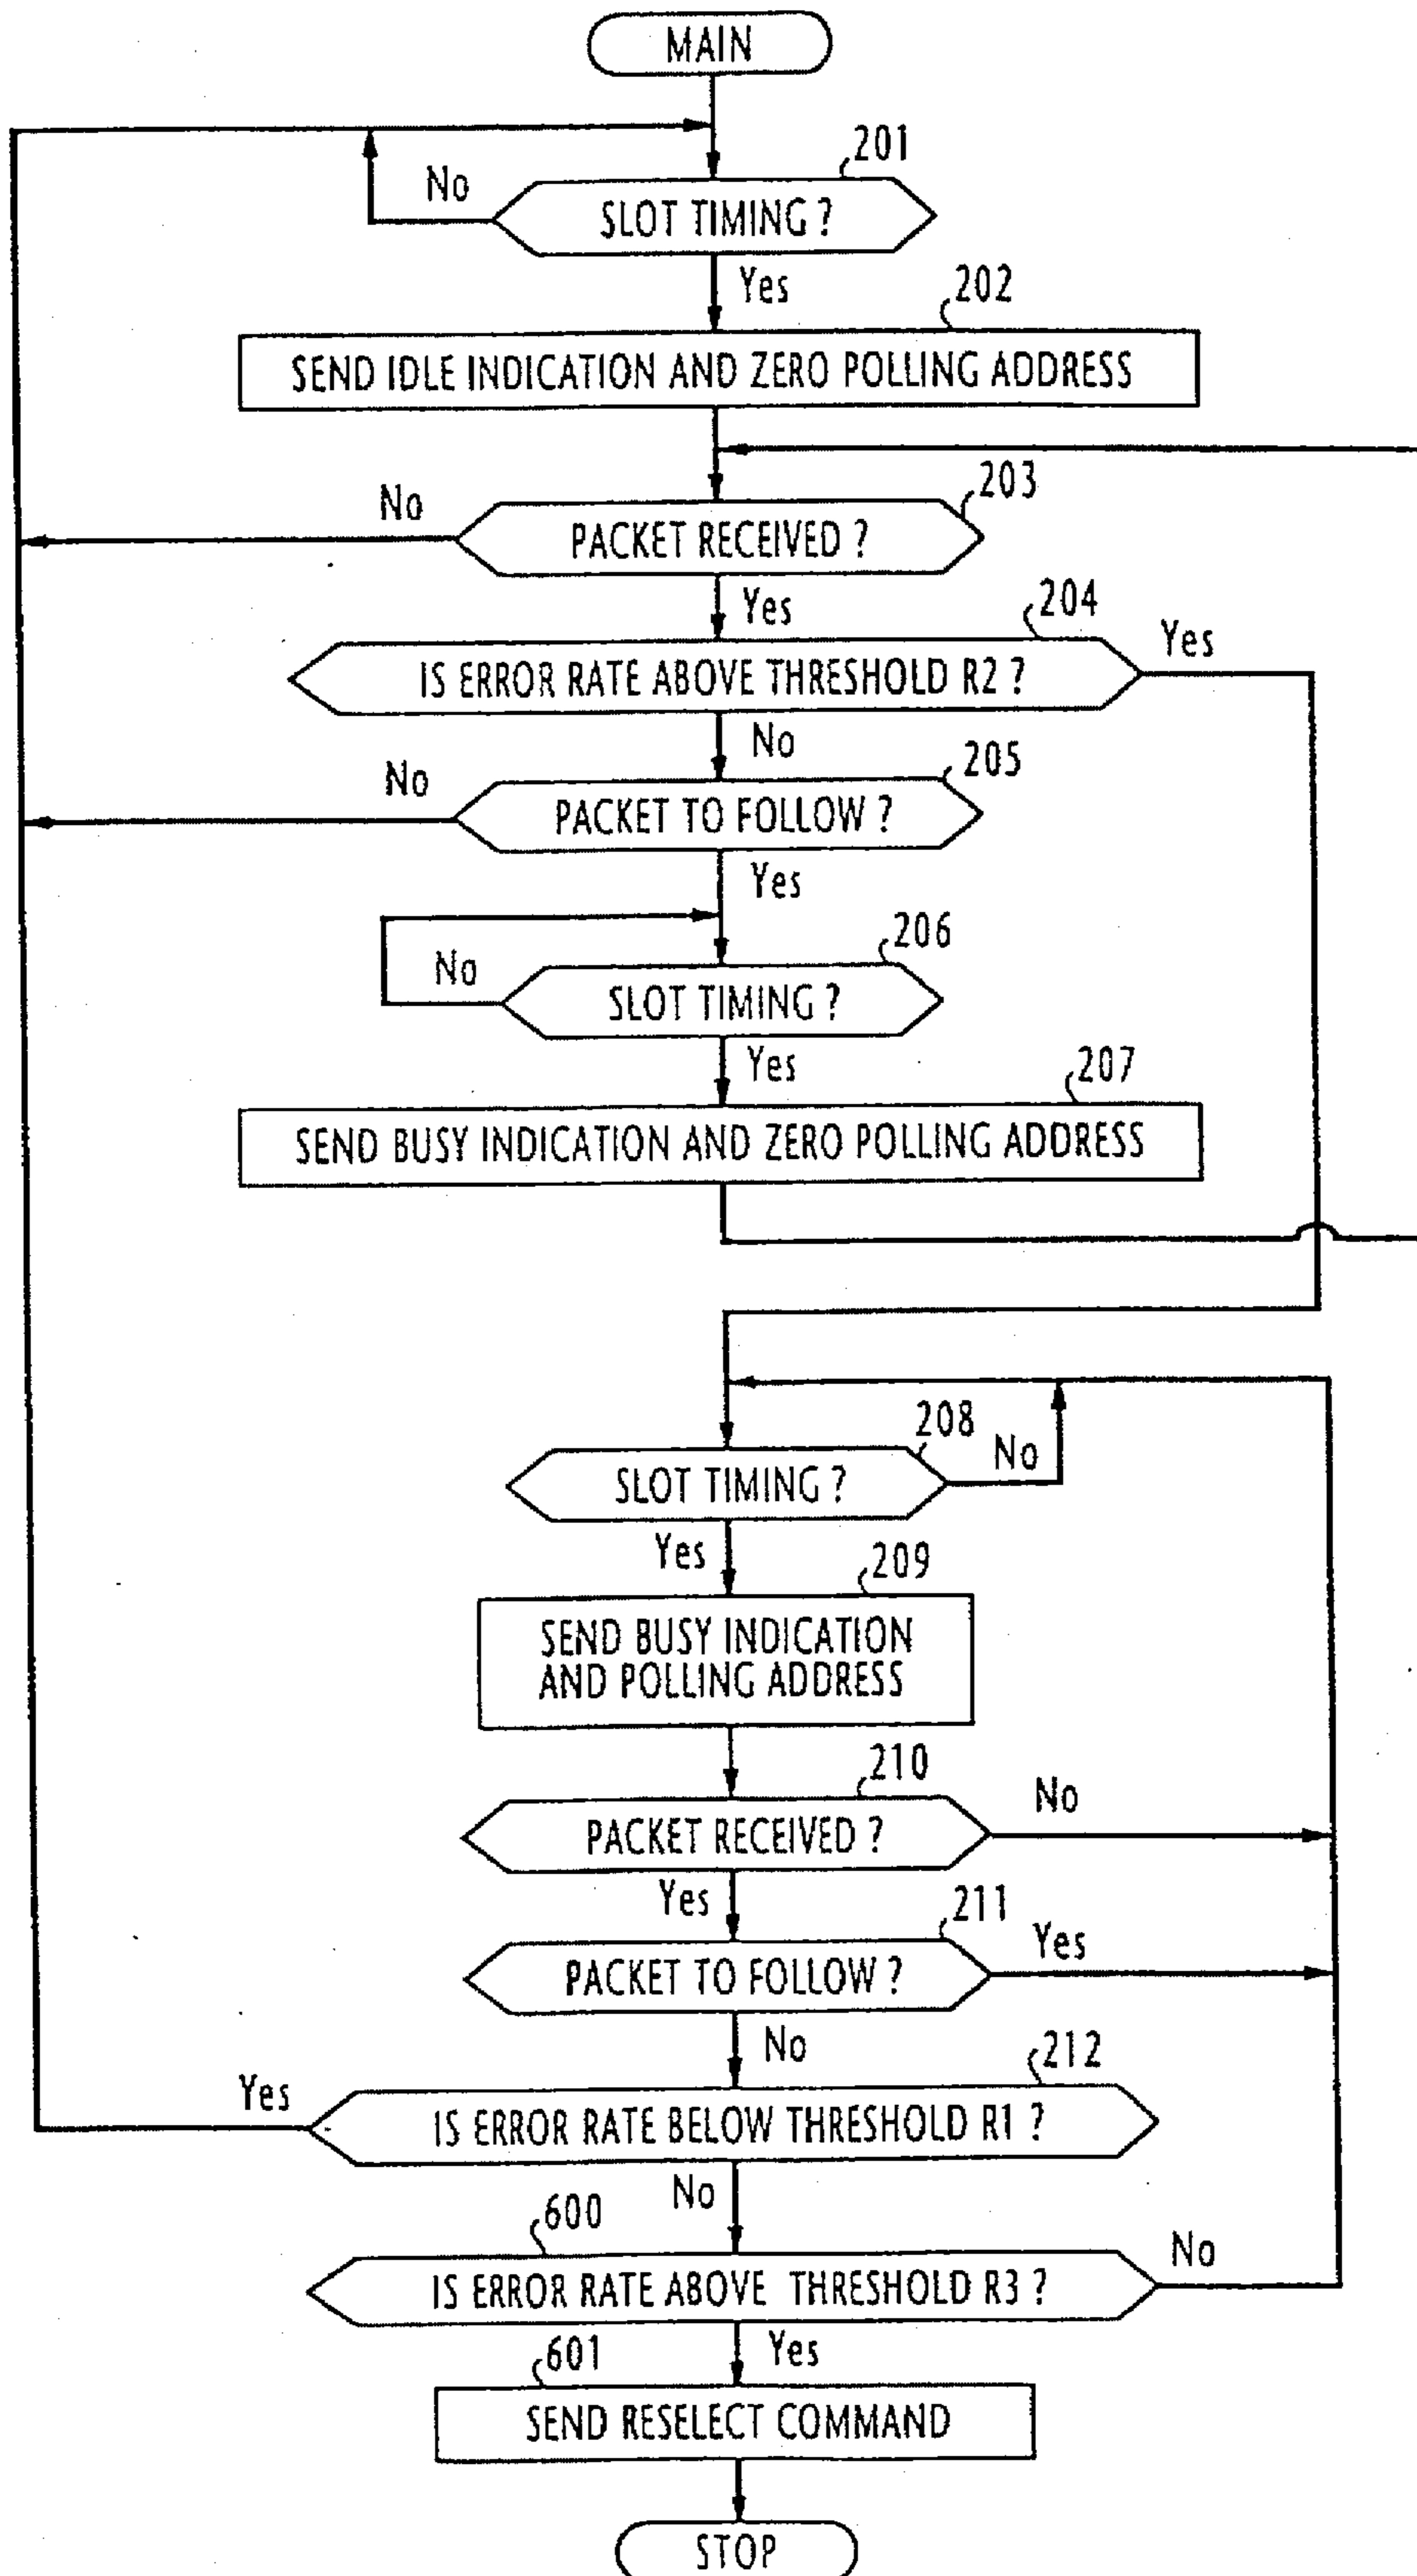 MAIN
201
No
SLOT TIMING ?
Yes
202
SEND IDLE INDICATION AND ZERO POLLING ADDRESS
203
No
PACKET RECEIVED ?
Yes
204
Yes
IS ERROR RATE ABOVE THRESHOLD R2 ?
No
205
No
PACKET TO FOLLOW ?
Yes
206
No
SLOT TIMING ?
Yes
207
SEND BUSY INDICATION AND ZERO POLLING ADDRESS
208
No
SLOT TIMING ?
Yes
209
SEND BUSY INDICATION
AND POLLING ADDRESS
210
No
PACKET RECEIVED ?
Yes
211
Yes
PACKET TO FOLLOW ?
No
212
Yes
IS ERROR RATE BELOW THRESHOLD R1 ?
No
600
No
IS ERROR RATE ABOVE THRESHOLD R3 ?
Yes
601
SEND RESELECT COMMAND
STOP